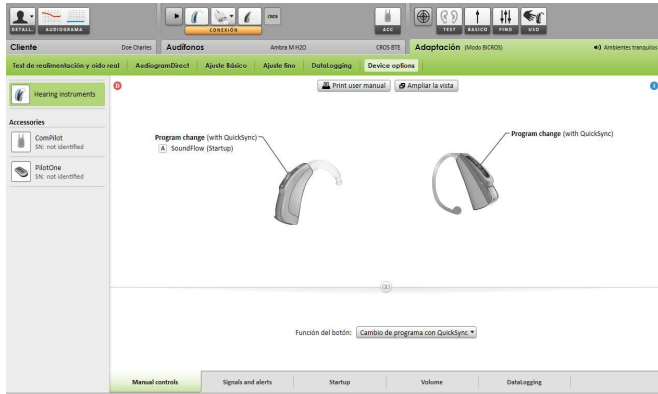 DETALL. AUDIOGRAMA
CROS
CONEXIÓN
ACC
TEST BASICO FINO USO
Cliente Doe Charles
Audífonos Ambra M H2O CROS BTE
Adaptación (Modo BiCROS) Ambientes tranquilos
Test de realimentación y oído real AudiogramDirect Ajuste Básico Ajuste fino DataLogging Device options
Hearing instruments
D
Print user manual Ampliar la vista
I
Accessories
ComPilot
SN: not identified
PilotOne
SN: not identified
Program change (with QuickSync)
A SoundFlow (Startup)
Program change (with QuickSync)
Función del botón: Cambio de programa con QuickSync
Manual controls Signals and alerts Startup Volume DataLogging